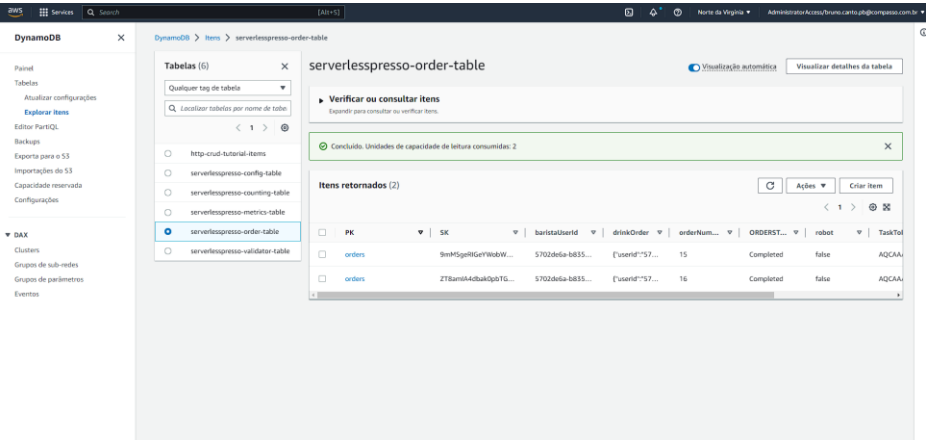 aws
Services
Search
[Alt+S]
Norte da Virgínia
AdministratorAccess/bruno.canto.pb@compasso.com.br
DynamoDB
DynamoDB > Itens > serverlesspresso-order-table
Painel
Tabelas
Atualizar configurações
Explorar itens
Editor PartiQL
Backups
Exporta para o S3
Importações do S3
Capacidade reservada
Configurações
DAX
Clusters
Grupos de sub-redes
Grupos de parâmetros
Eventos
Tabelas (6)
Qualquer tag de tabela
Localizar tabelas por nome de tabe
1
http-crud-tutorial-items
serverlesspresso-config-table
serverlesspresso-counting-table
serverlesspresso-metrics-table
serverlesspresso-order-table
serverlesspresso-validator-table
serverlesspresso-order-table
Visualização automática
Visualizar detalhes da tabela
Verificar ou consultar itens
Expandir para consultar ou verificar itens.
Concluído. Unidades de capacidade de leitura consumidas: 2
Itens retornados (2)
Ações
Criar item
1
PK SK baristaUserId drinkOrder orderNum... ORDERST... robot TaskTol
orders 5702de6a-b835... {"userId":"57... 15 Completed false AQCAA
orders 5702de6a-b835... {"userId":"57... 16 Completed false AQCAA